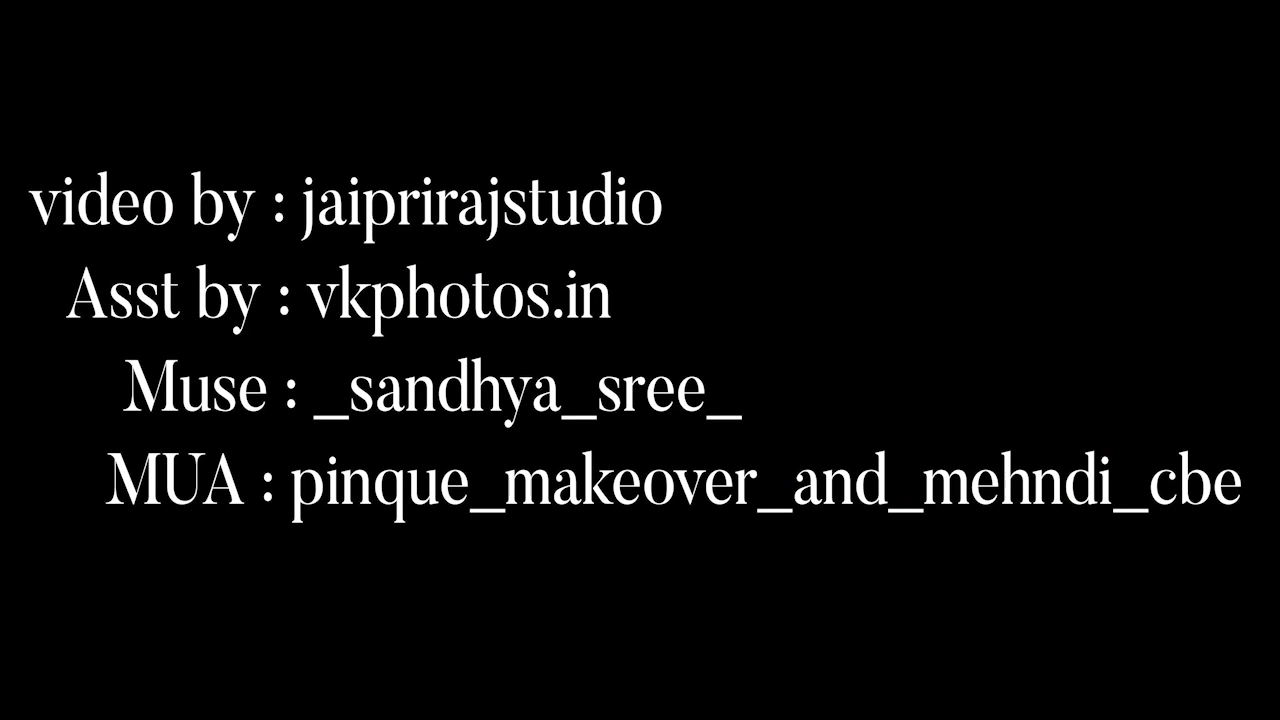 video by : jaiprirajstudio
Asst by : vkphotos.in
Muse : _sandhya_sree_
MUA : pinque_makeover_and_mehndi_cbe